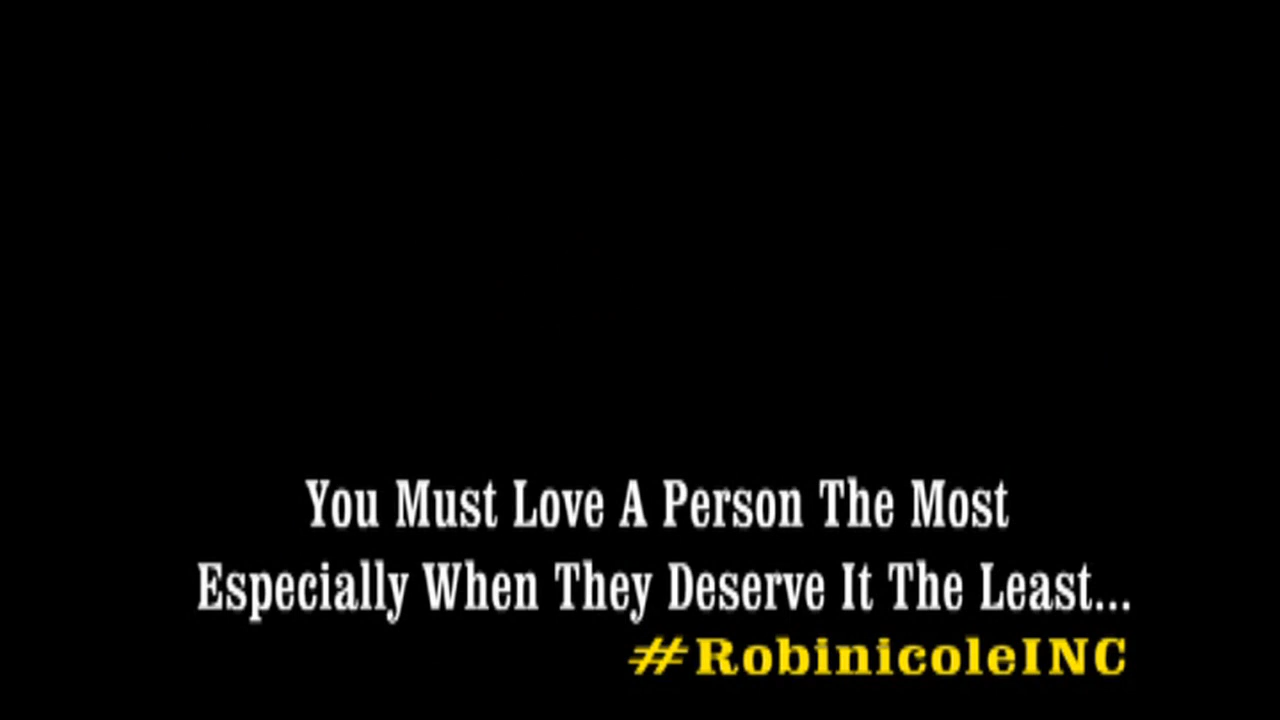 You Must Love A Person The Most
Especially When They Deserve It The Least...
#RobinicoleINC